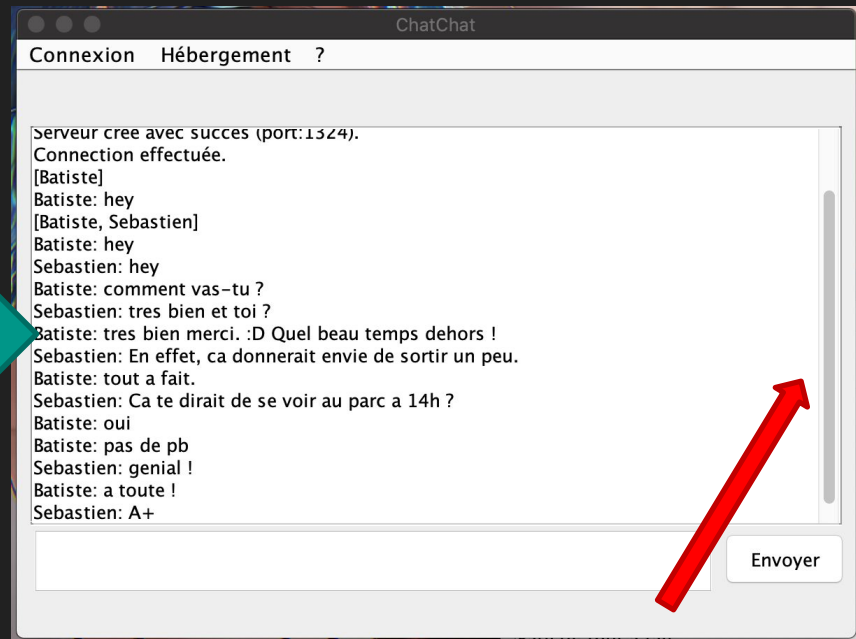 ChatChat
Connexion Hébergement ?
Serveur créé avec succès (port:1324).
Connection effectuée.
[Batiste]
Batiste: hey
[Batiste, Sebastien]
Batiste: hey
Sebastien: hey
Batiste: comment vas-tu ?
Sebastien: tres bien et toi ?
Batiste: tres bien merci. :D Quel beau temps dehors !
Sebastien: En effet, ca donnerait envie de sortir un peu.
Batiste: tout a fait.
Sebastien: Ca te dirait de se voir au parc a 14h ?
Batiste: oui
Batiste: pas de pb
Sebastien: genial !
Batiste: a toute !
Sebastien: A+
Envoyer